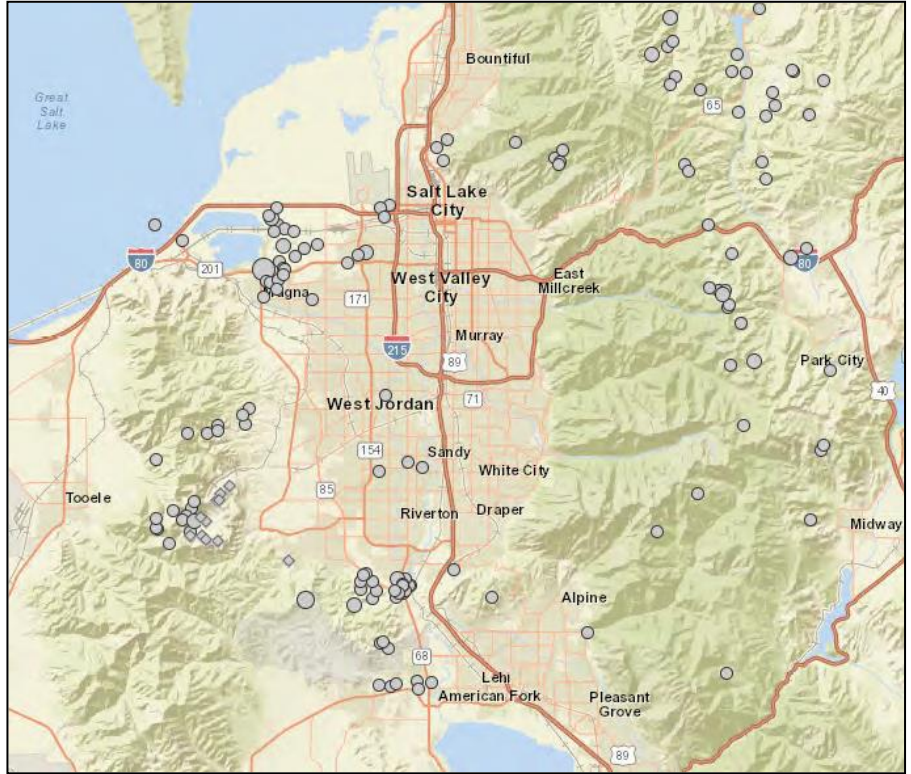 Bountiful
Great
Salt
Lake
65
Salt Lake
City
80
201
East
Millcreek
80
West Valley
City
171
Murray
215
89
Park City
40
West Jordan
71
154
Sandy
White City
Tooele
85
Riverton
Draper
Midway
Alpine
68
Lehi
American Fork
Pleasant
Grove
89